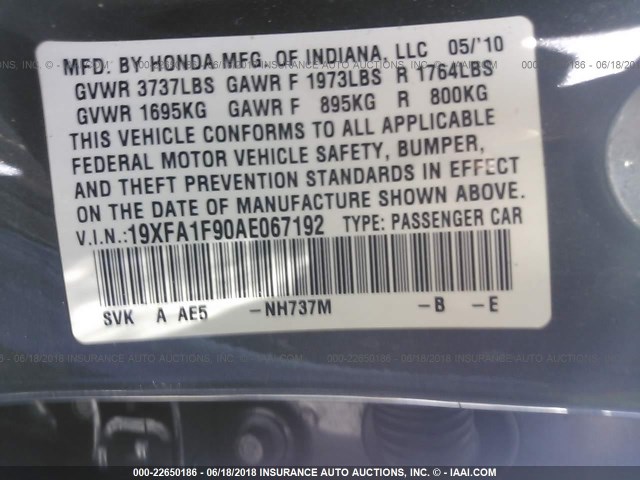 MFD. BY HONDA MFG. OF INDIANA, LLC 05/'10
GVWR 3737LBS GAWR F 1973LBS R 1764LBS
GVWR 1695KG GAWR F 895KG R 800KG
THIS VEHICLE CONFORMS TO ALL APPLICABLE
FEDERAL MOTOR VEHICLE SAFETY, BUMPER,
AND THEFT PREVENTION STANDARDS IN EFFECT
ON THE DATE OF MANUFACTURE SHOWN ABOVE.
V.I.N.:19XFA1F90AE067192 TYPE: PASSENGER CAR
SVK A AE5 -NH737M -B -E
000-22650186 - 06/18/2018 INSURANCE AUTO AUCTIONS CORPORATION © - IAAI.COM